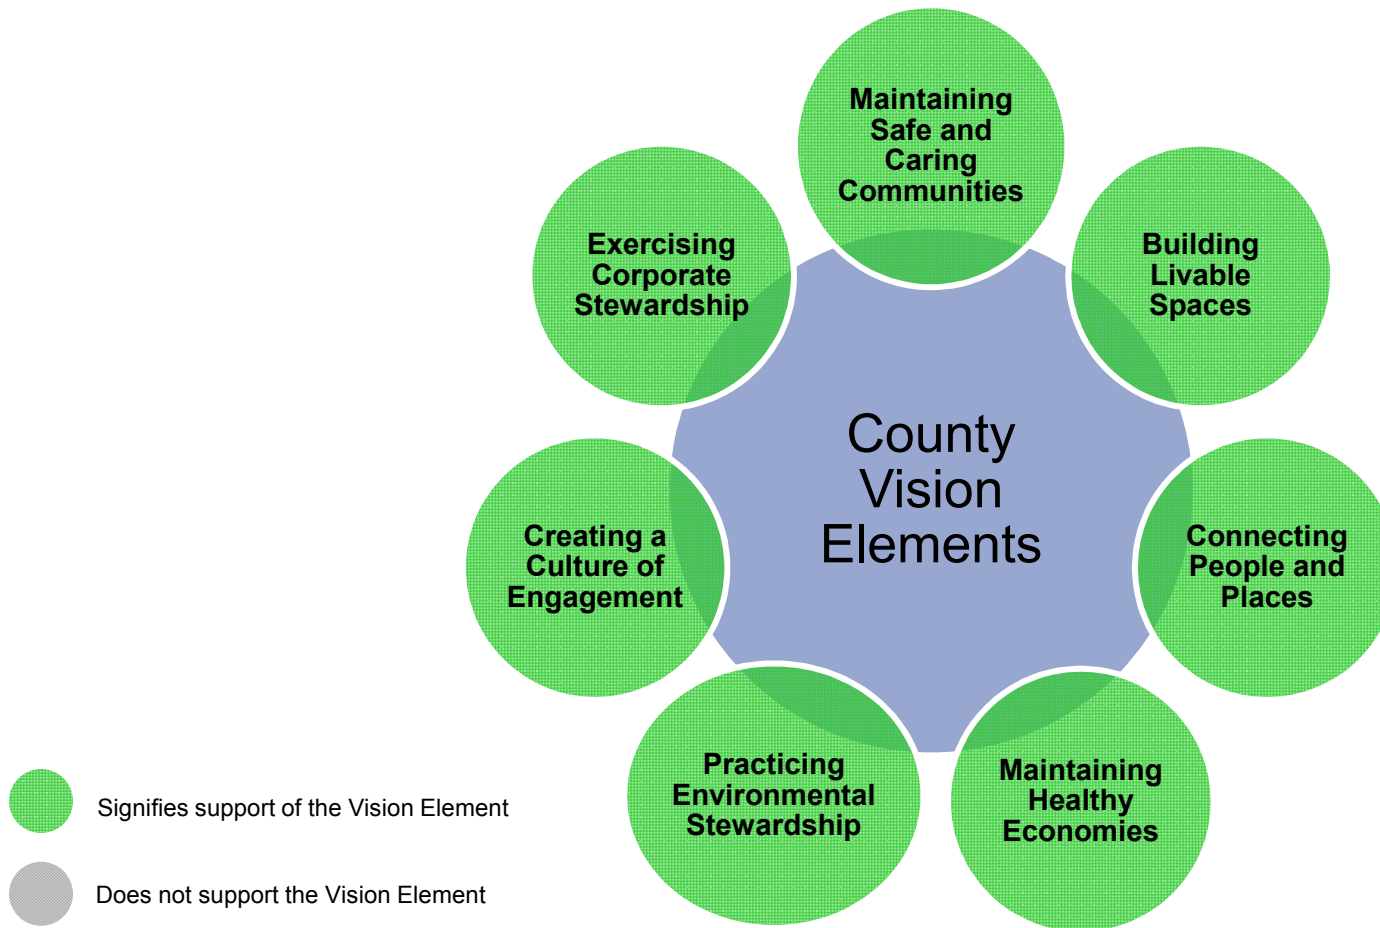 Maintaining
Safe and
Caring
Communities
Exercising
Corporate
Stewardship
Building
Livable
Spaces
County
Vision
Elements
Creating a
Culture of
Engagement
Connecting
People and
Places
Practicing
Environmental
Stewardship
Maintaining
Healthy
Economies
Signifies support of the Vision Element
Does not support the Vision Element